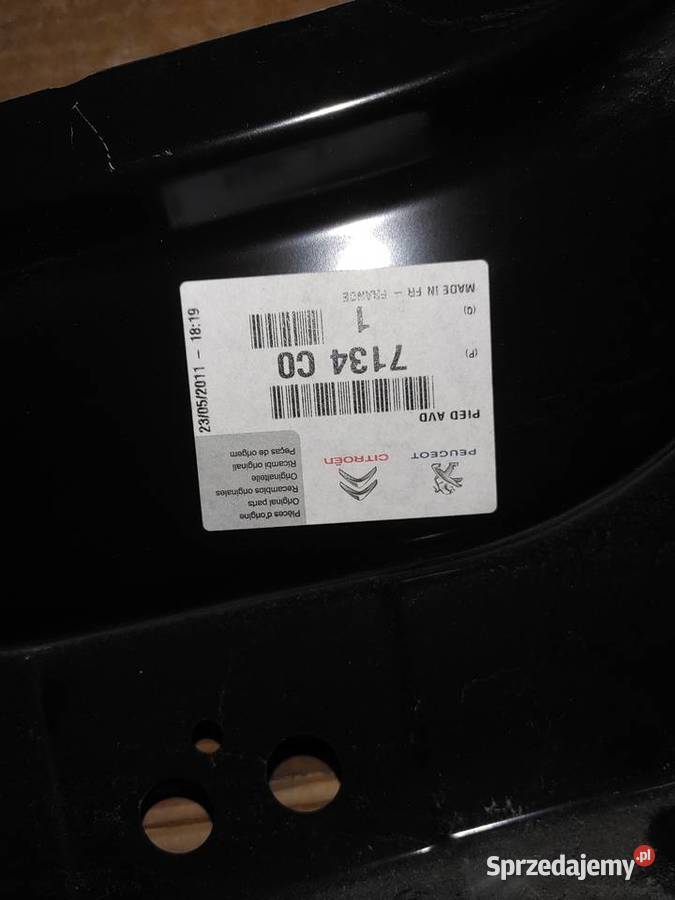 PEUGEOT
CITROËN
Pièces d'origine
Original parts
Recambios originales
Originalteile
Ricambi originali
Peças de origem
PIED AVD
(P)
7134 C0
(Q)
1
MADE IN FR - FRANCE
23/05/2011 - 18:19
Sprzedajemy.pl